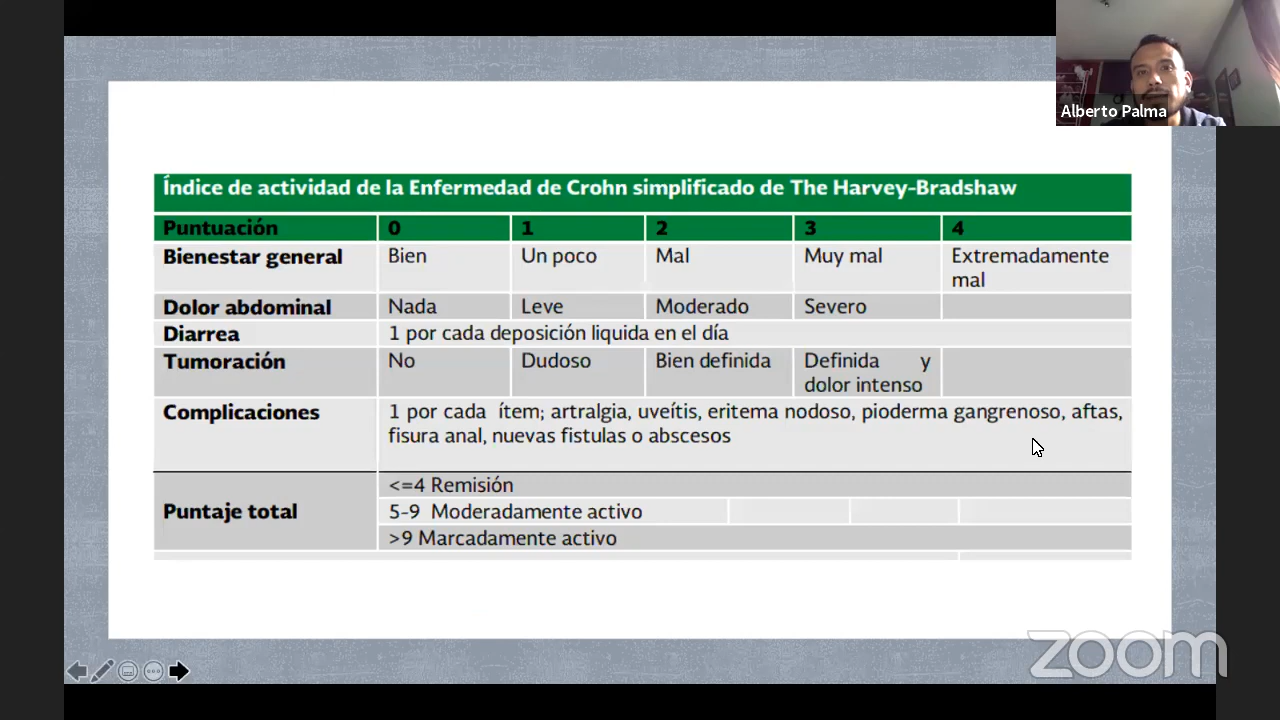 Alberto Palma
Índice de actividad de la Enfermedad de Crohn simplificado de The Harvey-Bradshaw
Puntuación 0 1 2 3 4
Bienestar general Bien Un poco Mal Muy mal Extremadamente
mal
Dolor abdominal Nada Leve Moderado Severo
Diarrea 1 por cada deposición liquida en el día
Tumoración No Dudoso Bien definida Definida y
dolor intenso
Complicaciones 1 por cada ítem; artralgia, uveítis, eritema nodoso, pioderma gangrenoso, aftas,
fisura anal, nuevas fistulas o abscesos
<=4 Remisión
Puntaje total 5-9 Moderadamente activo
>9 Marcadamente activo
zoom